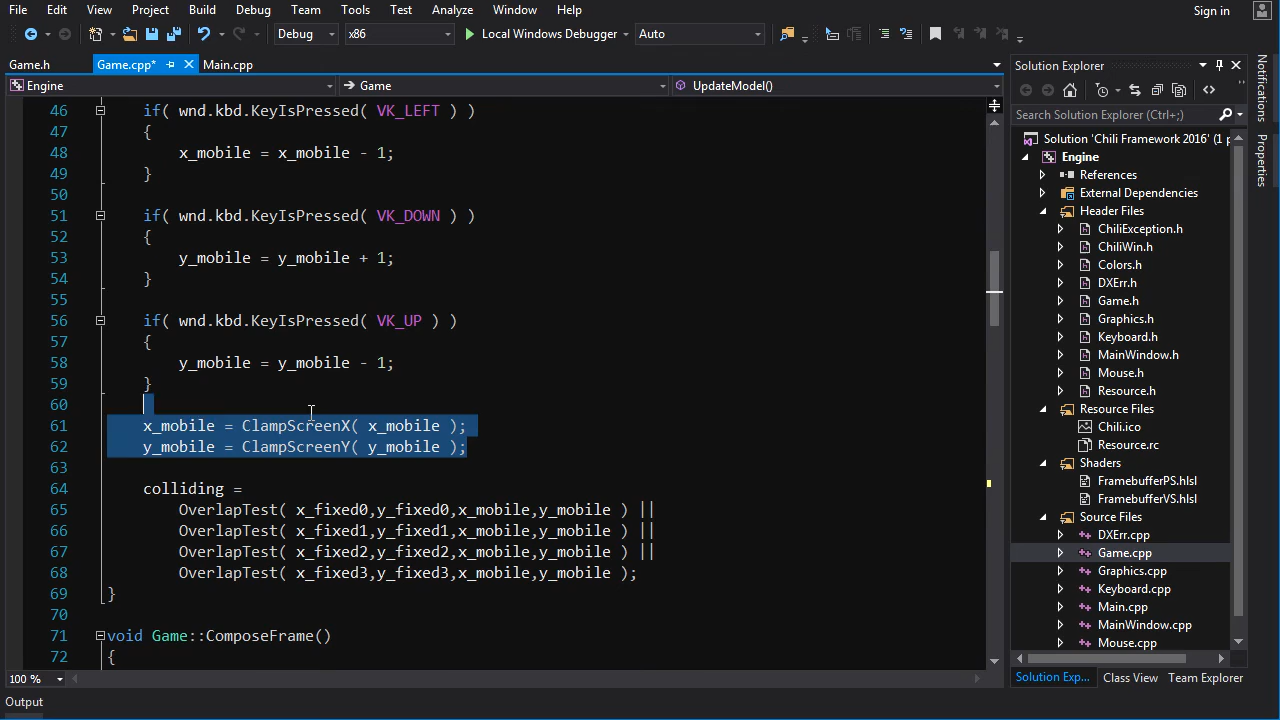 File Edit View Project Build Debug Team Tools Test Analyze Window Help Sign in
Debug x86 Local Windows Debugger Auto
Game.h Game.cpp* Main.cpp
Engine Game UpdateModel()
46 if( wnd.kbd.KeyIsPressed( VK_LEFT ) )
47 {
48 x_mobile = x_mobile - 1;
49 }
50
51 if( wnd.kbd.KeyIsPressed( VK_DOWN ) )
52 {
53 y_mobile = y_mobile + 1;
54 }
55
56 if( wnd.kbd.KeyIsPressed( VK_UP ) )
57 {
58 y_mobile = y_mobile - 1;
59 }
60
61 x_mobile = ClampScreenX( x_mobile );
62 y_mobile = ClampScreenY( y_mobile );
63
64 colliding =
65 OverlapTest( x_fixed0,y_fixed0,x_mobile,y_mobile ) ||
66 OverlapTest( x_fixed1,y_fixed1,x_mobile,y_mobile ) ||
67 OverlapTest( x_fixed2,y_fixed2,x_mobile,y_mobile ) ||
68 OverlapTest( x_fixed3,y_fixed3,x_mobile,y_mobile );
69 }
70
71 void Game::ComposeFrame()
72 {
100 %
Output
Solution Explorer
Search Solution Explorer (Ctrl+;)
Solution 'Chili Framework 2016' (1 p
Engine
References
External Dependencies
Header Files
ChiliException.h
ChiliWin.h
Colors.h
DXErr.h
Game.h
Graphics.h
Keyboard.h
MainWindow.h
Mouse.h
Resource.h
Resource Files
Chili.ico
Resource.rc
Shaders
FramebufferPS.hlsl
FramebufferVS.hlsl
Source Files
DXErr.cpp
Game.cpp
Graphics.cpp
Keyboard.cpp
Main.cpp
MainWindow.cpp
Mouse.cpp
Solution Exp... Class View Team Explorer
Notifications
Properties